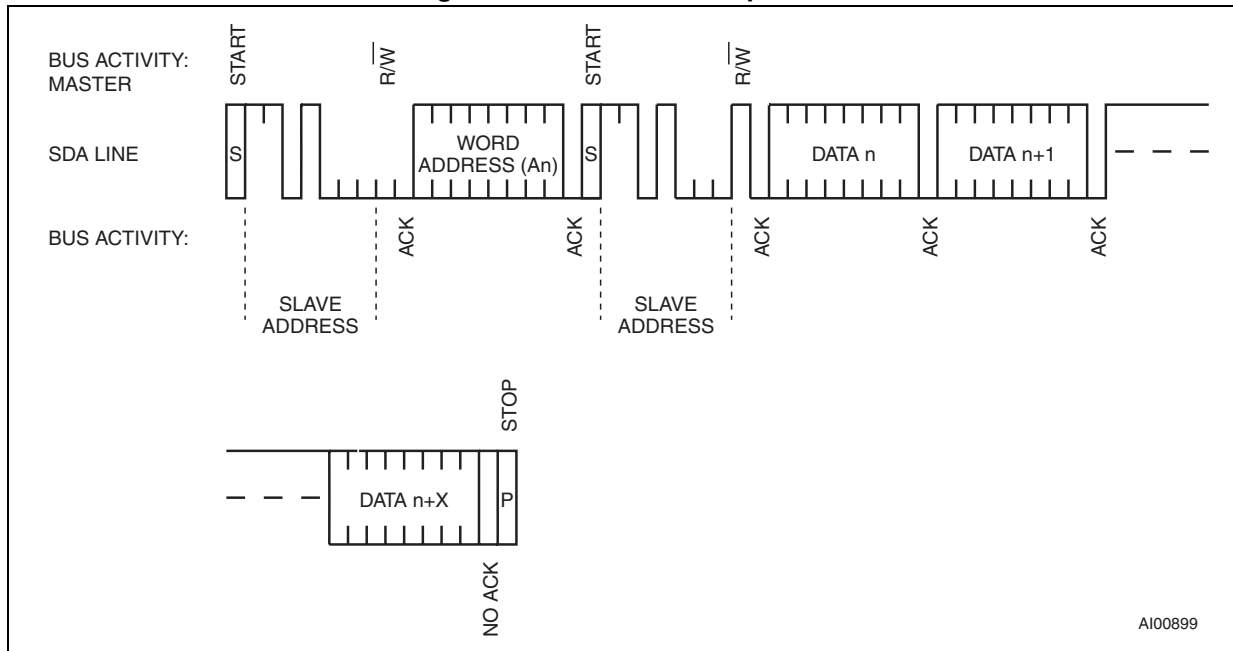 BUS ACTIVITY:
MASTER
START
R/W
START
R/W
SDA LINE
S
WORD
ADDRESS (An)
S
DATA n
DATA n+1
BUS ACTIVITY:
ACK
ACK
ACK
ACK
ACK
SLAVE
ADDRESS
SLAVE
ADDRESS
STOP
DATA n+X
P
NO ACK
AI00899